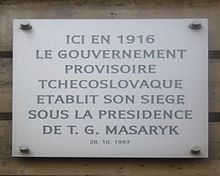 ICI EN 1916
LE GOUVERNEMENT
PROVISOIRE
TCHECOSLOVAQUE
ETABLIT SON SIEGE
SOUS LA PRESIDENCE
DE T. G. MASARYK
28. 10. 1997